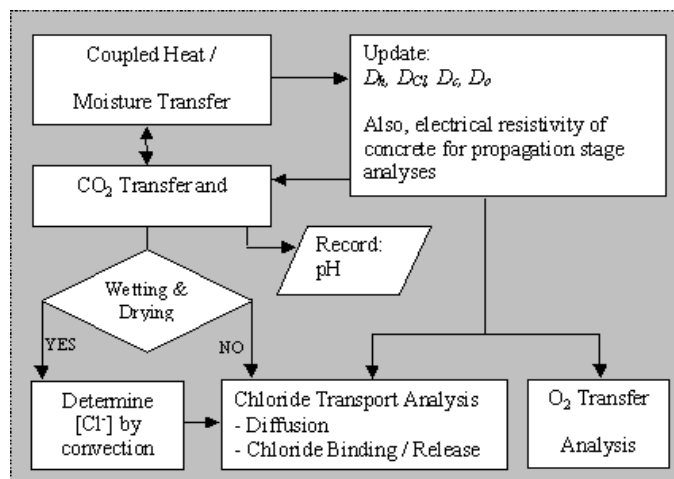 Coupled Heat /
Moisture Transfer
Update:
Dh, DCl, Dc, Do
Also, electrical resistivity of
concrete for propagation stage
analyses
CO2 Transfer and
Record:
pH
Wetting &
Drying
YES
NO
Determine
[Cl-] by
convection
Chloride Transport Analysis
- Diffusion
- Chloride Binding / Release
O2 Transfer
Analysis